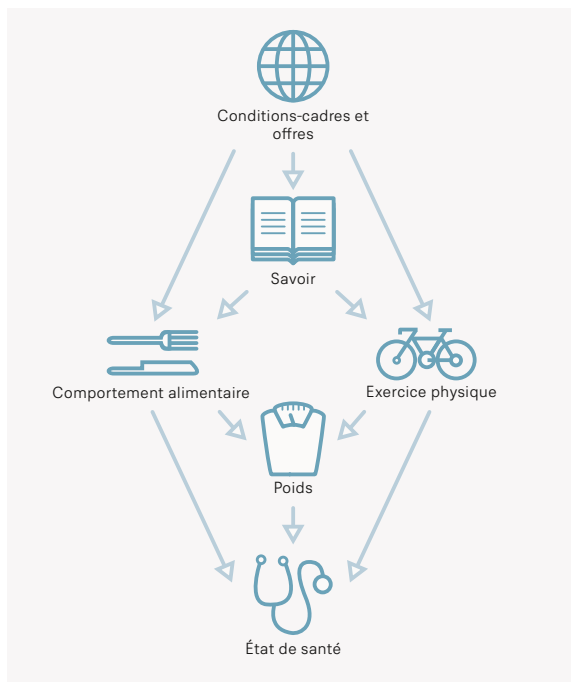 Conditions-cadres et
offres
Savoir
Comportement alimentaire
Exercice physique
Poids
État de santé